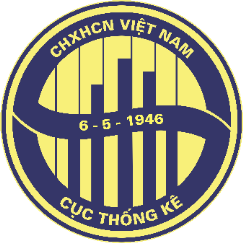 CHXHCN VIỆT NAM
6 - 5 - 1946
CỤC THỐNG KÊ